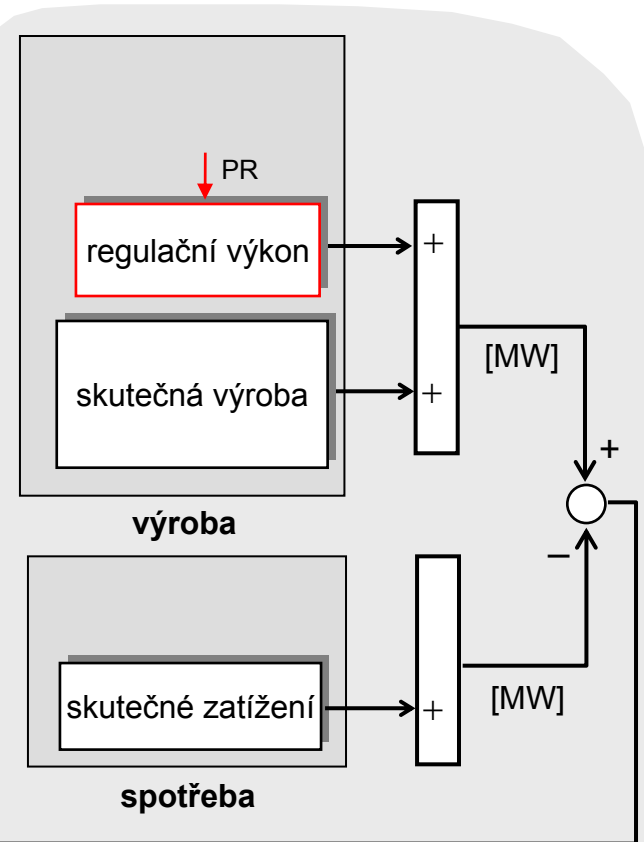 PR
regulační výkon
+
[MW]
skutečná výroba
+
+
výroba
–
skutečné zatížení
+
[MW]
spotřeba